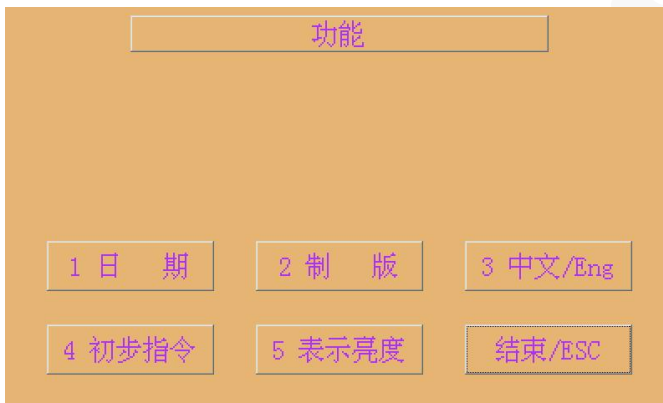 功能
1 日 期
2 制 版
3 中文/Eng
4 初步指令
5 表示亮度
结束/ESC